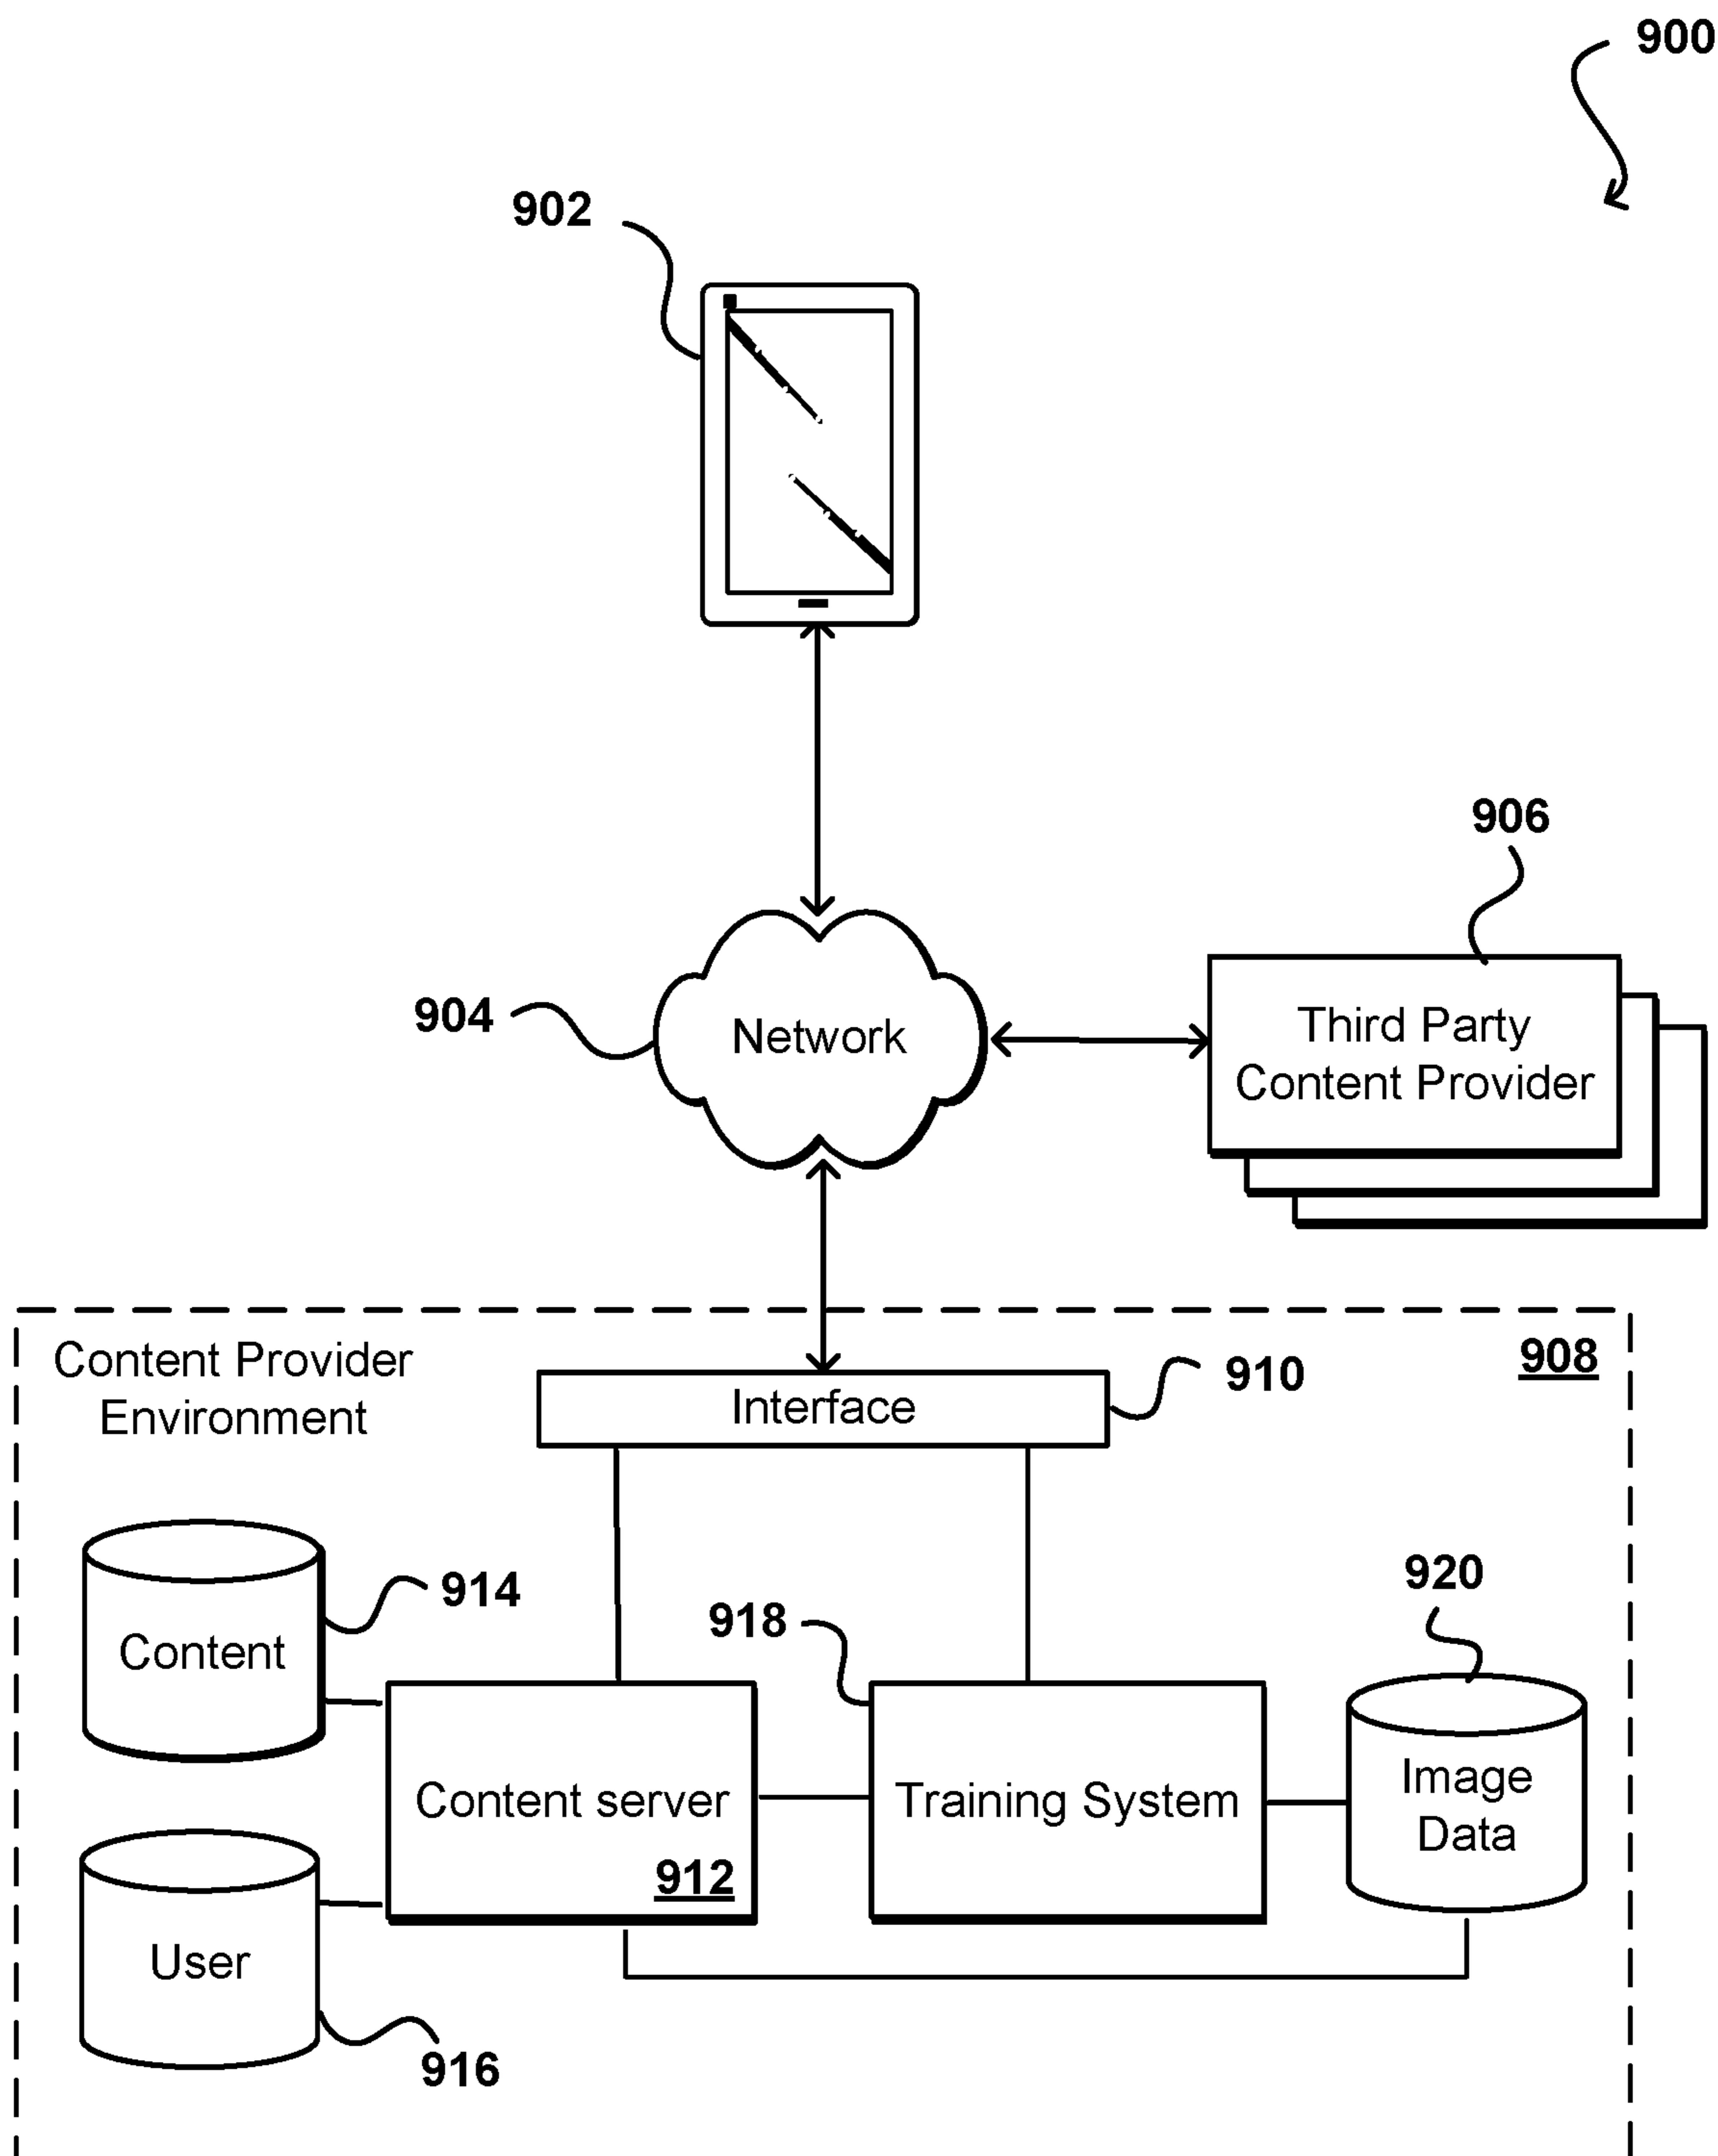 900
902
906
904
Network
Third Party
Content Provider
Content Provider
Environment
908
Interface
910
914
Content
918
920
Content server
912
Training System
Image
Data
User
916